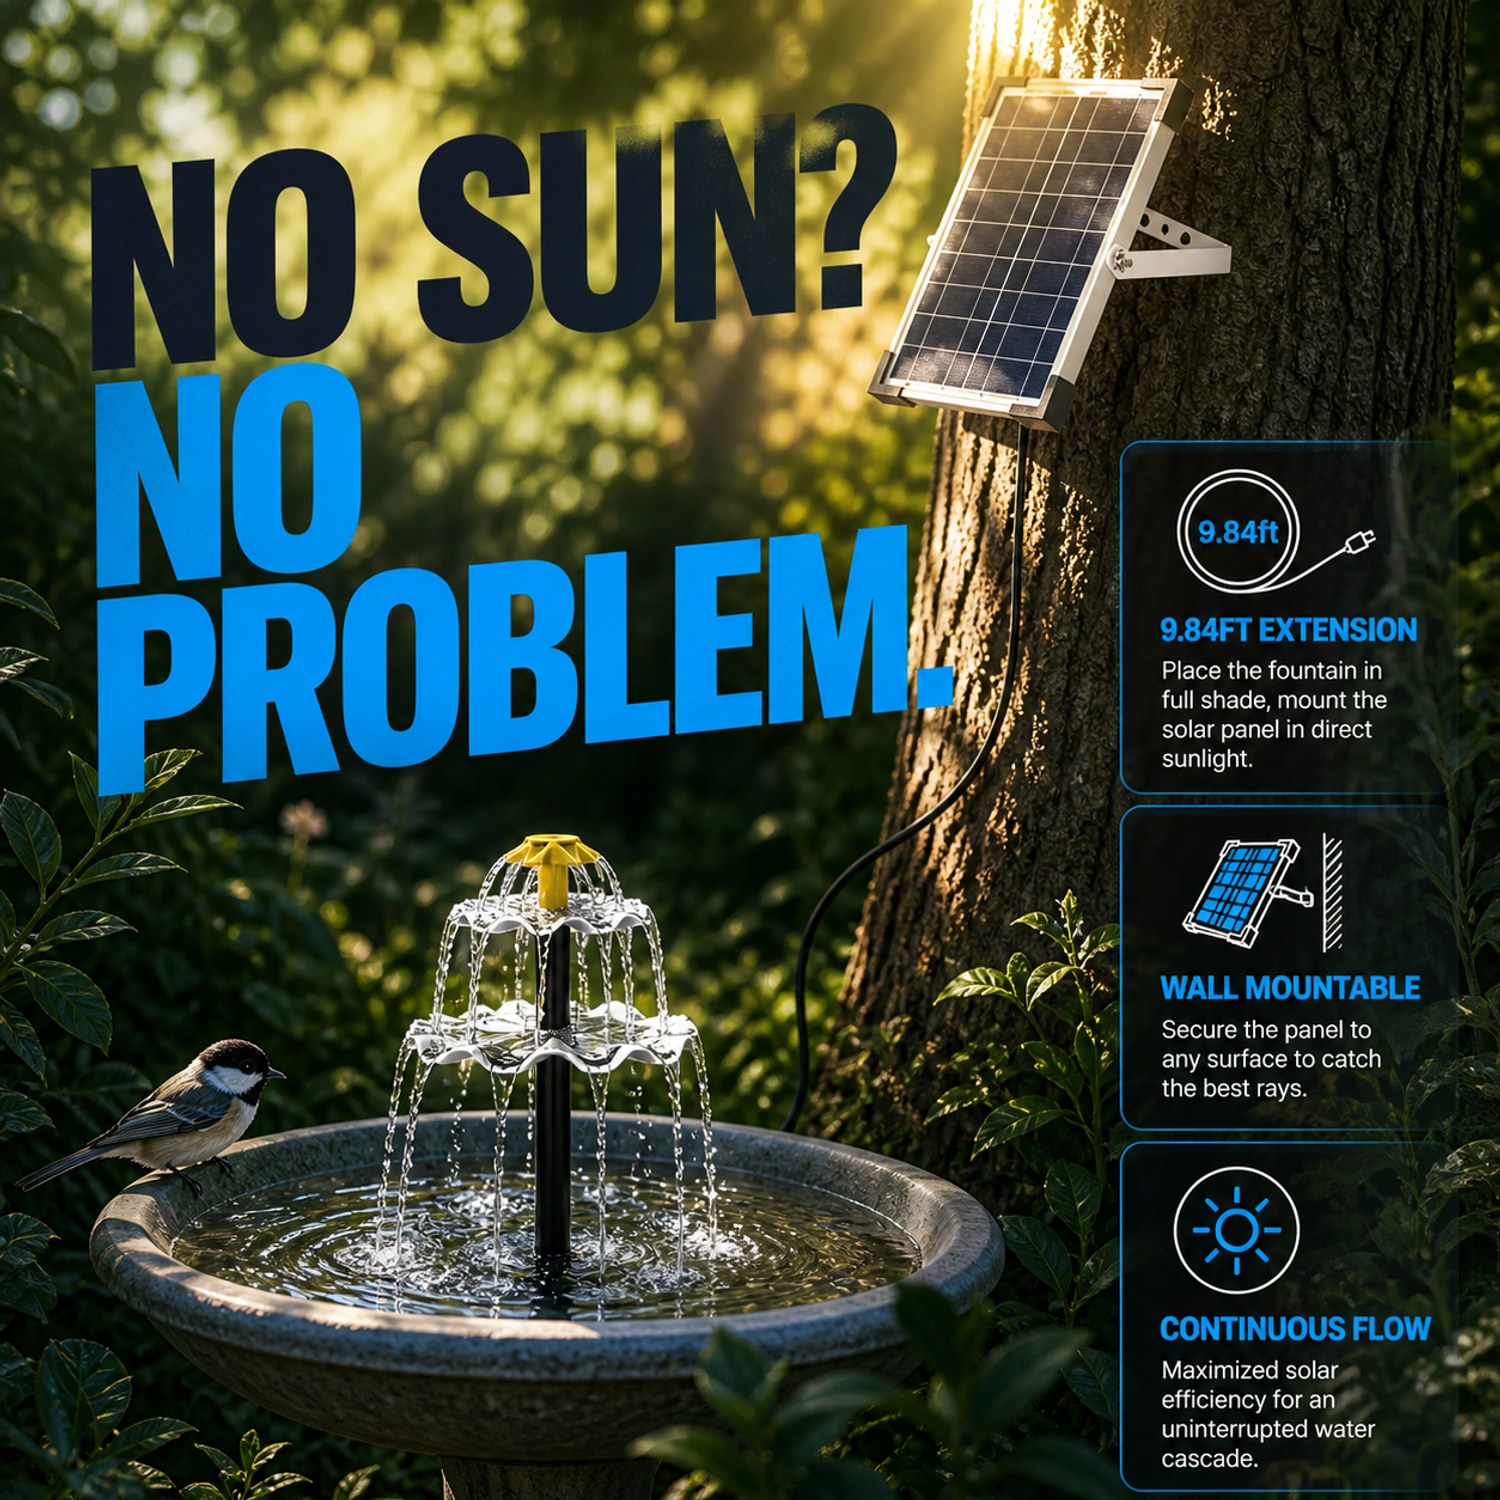 NO SUN?
NO
PROBLEM.
9.84ft
9.84FT EXTENSION
Place the fountain in
full shade, mount the
solar panel in direct
sunlight.
WALL MOUNTABLE
Secure the panel to
any surface to catch
the best rays.
CONTINUOUS FLOW
Maximized solar
efficiency for an
uninterrupted water
cascade.